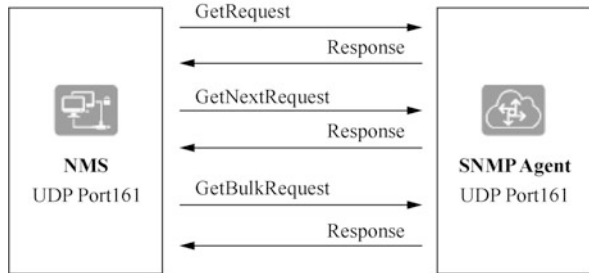 GetRequest
Response
GetNextRequest
Response
NMS
UDP Port161
SNMP Agent
UDP Port161
GetBulkRequest
Response